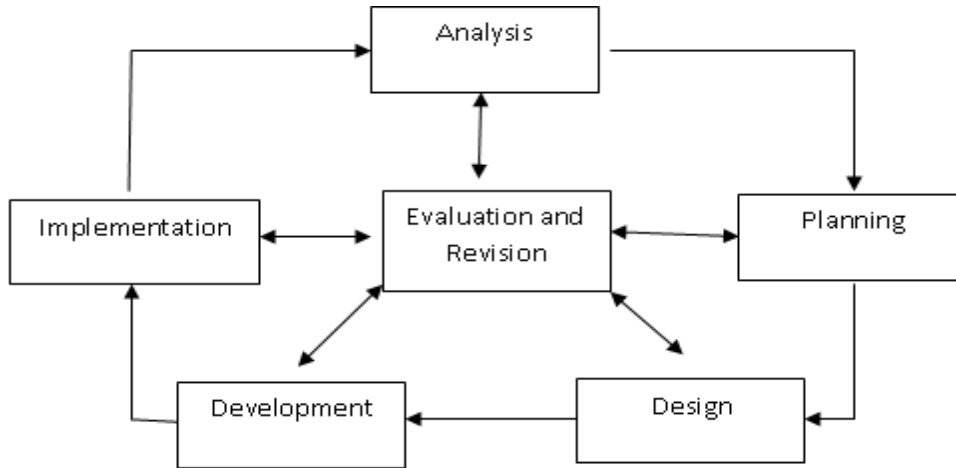 Analysis
Implementation
Evaluation and
Revision
Planning
Development
Design